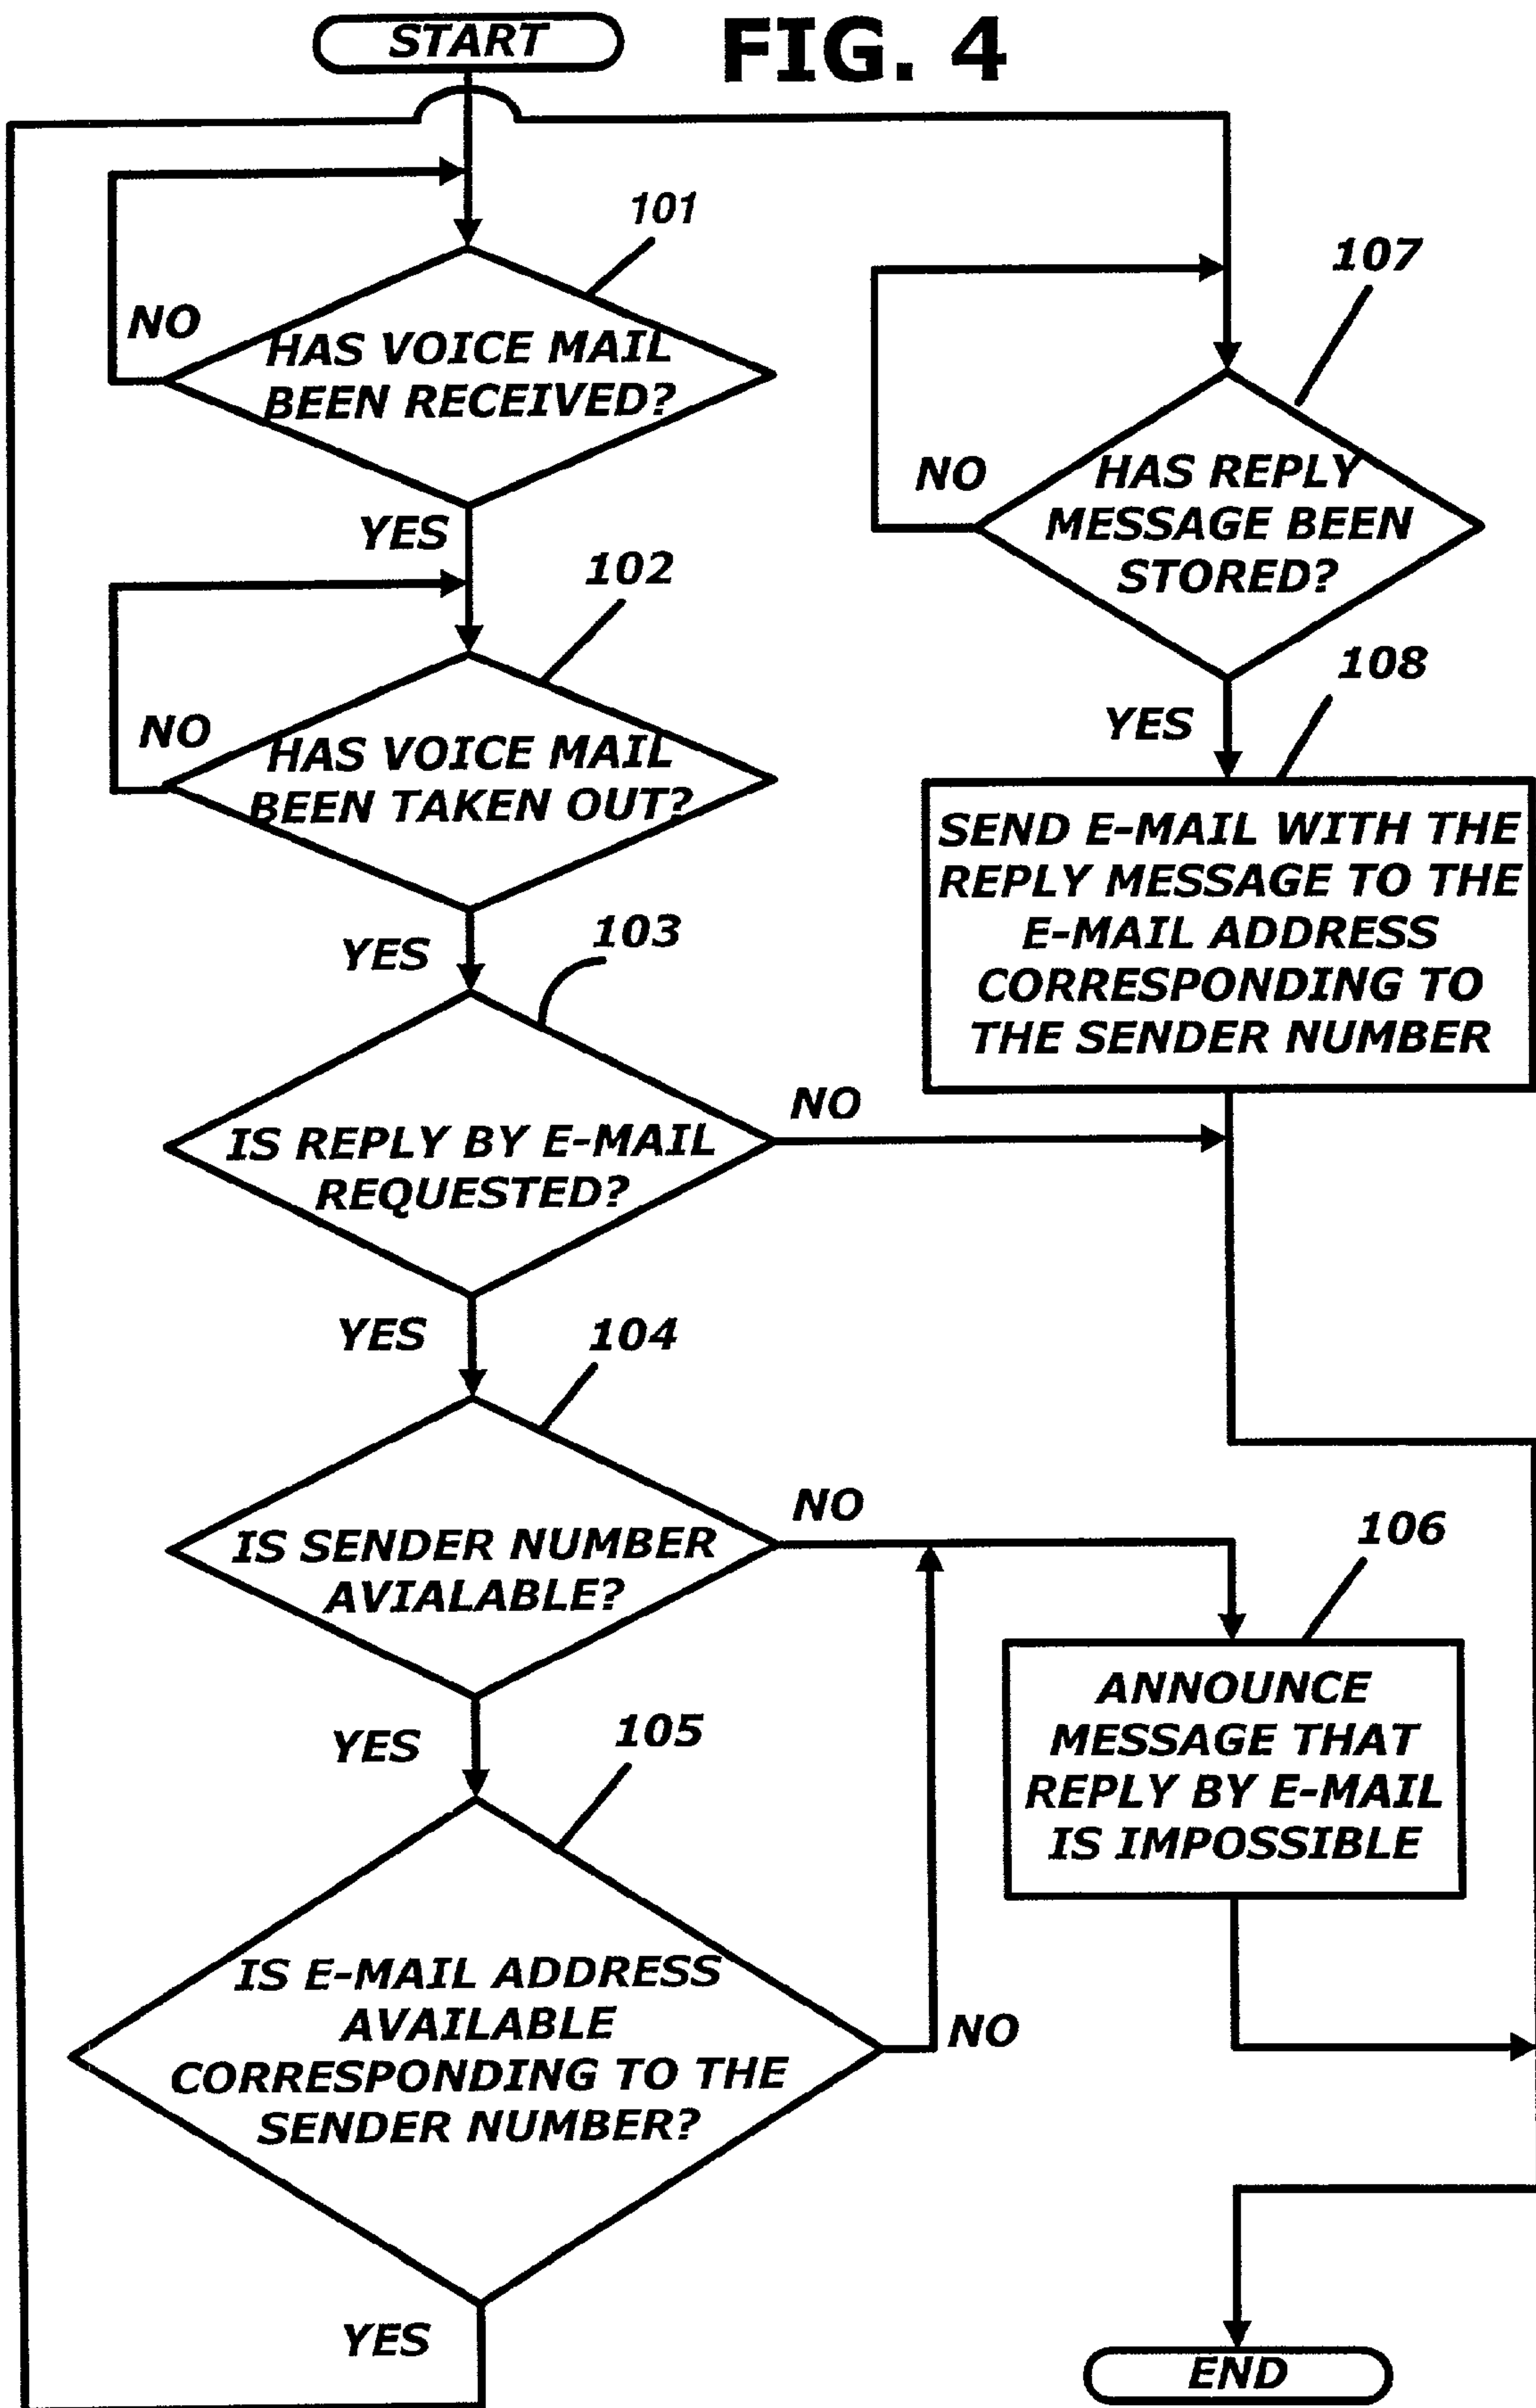 START
FIG. 4
101
NO
HAS VOICE MAIL
BEEN RECEIVED?
YES
102
NO
HAS VOICE MAIL
BEEN TAKEN OUT?
YES
103
IS REPLY BY E-MAIL
REQUESTED?
NO
YES
104
IS SENDER NUMBER
AVIALABLE?
NO
YES
105
IS E-MAIL ADDRESS
AVAILABLE
CORRESPONDING TO THE
SENDER NUMBER?
NO
YES
107
NO
HAS REPLY
MESSAGE BEEN
STORED?
YES
108
SEND E-MAIL WITH THE
REPLY MESSAGE TO THE
E-MAIL ADDRESS
CORRESPONDING TO
THE SENDER NUMBER
106
ANNOUNCE
MESSAGE THAT
REPLY BY E-MAIL
IS IMPOSSIBLE
END